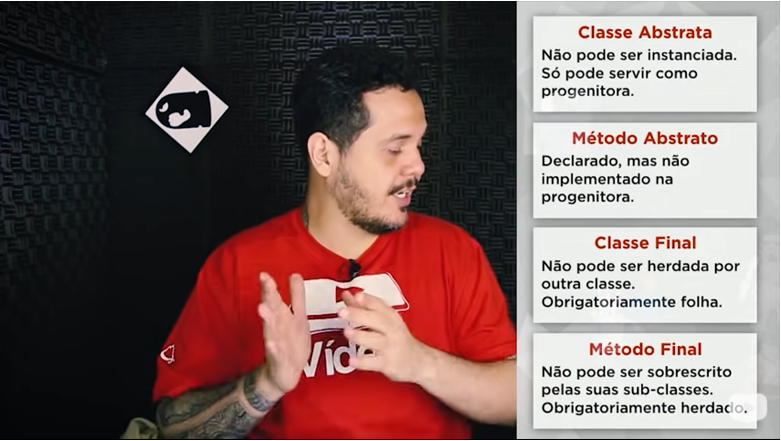 Víde
Classe Abstrata
Não pode ser instanciada.
Só pode servir como
progenitora.
Método Abstrato
Declarado, mas não
implementado na
progenitora.
Classe Final
Não pode ser herdada por
outra classe.
Obrigatoriamente folha.
Método Final
Não pode ser sobrescrito
pelas suas sub-classes.
Obrigatoriamente herdado.